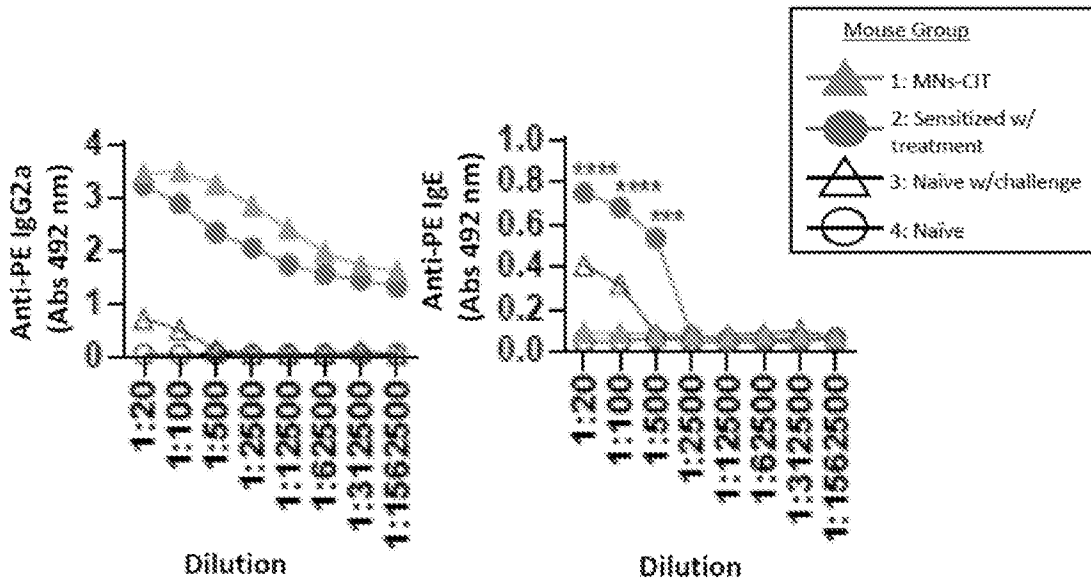 Mouse Group
1: MNs-CIT
2: Sensitized w/
treatment
3: Naïve w/challenge
4: Naïve
Anti-PE IgG2a
(Abs 492 nm)
4
3
2
1
0
1:20
1:100
1:500
1:2500
1:12500
1:62500
1:312500
1:1562500
Dilution
Anti-PE IgE
(Abs 492 nm)
1.0
0.8
0.6
0.4
0.2
0.0
****
****
***
1:20
1:100
1:500
1:2500
1:12500
1:62500
1:312500
1:1562500
Dilution